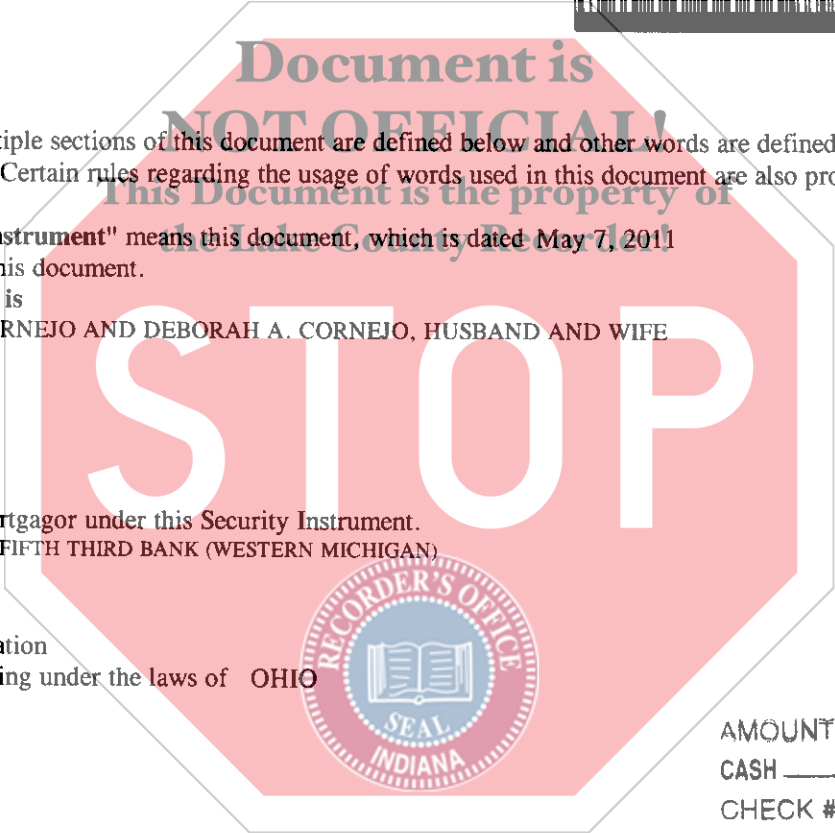 Document is
NOT OFFICIAL!
tiple sections of this document are defined below and other words are defined
Certain rules regarding the usage of words used in this document are also pro
This Document is the property of
the Lake County Recorder!
strument" means this document, which is dated May 7, 2011
his document.
is
RNEJO AND DEBORAH A. CORNEJO, HUSBAND AND WIFE
STOP
rtgagor under this Security Instrument.
FIFTH THIRD BANK (WESTERN MICHIGAN)
RECORDER'S OFFICE
ation
ing under the laws of OHIO
SEAL
INDIANA
AMOUNT
CASH
CHECK #